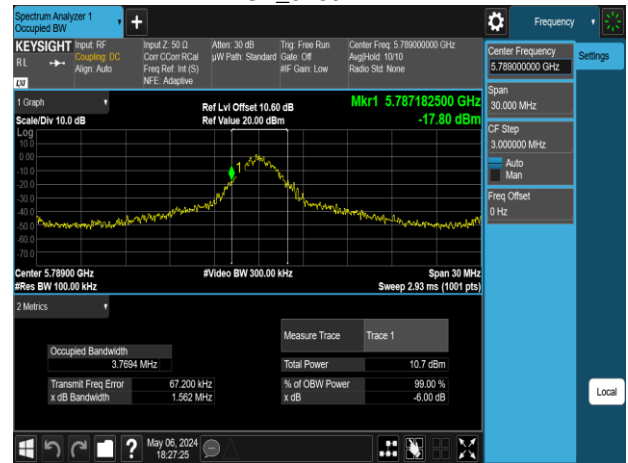 Spectrum Analyzer 1
Occupied BW
Frequency
KEYSIGHT
RL
LXI
Input: RF
Coupling: DC
Align: Auto
Input Z: 50 Ω
Corr CCorr RCal
Freq Ref: Int (S)
NFE: Adaptive
Atten: 30 dB
µW Path: Standard
Trig: Free Run
Gate: Off
#IF Gain: Low
Center Freq: 5.789000000 GHz
Avg|Hold: 10/10
Radio Std: None
Center Frequency
5.789000000 GHz
Settings
Span
30.000 MHz
CF Step
3.000000 MHz
Auto
Man
Freq Offset
0 Hz
Local
1 Graph
Scale/Div 10.0 dB
Ref Lvl Offset 10.60 dB
Ref Value 20.00 dBm
Mkr1 5.787182500 GHz
-17.80 dBm
Log
10.0
0.00
-10.0
-20.0
-30.0
-40.0
-50.0
-60.0
-70.0
1
Center 5.78900 GHz
#Video BW 300.00 kHz
Span 30 MHz
#Res BW 100.00 kHz
Sweep 2.93 ms (1001 pts)
2 Metrics
Measure Trace Trace 1
Occupied Bandwidth
3.7694 MHz
Total Power 10.7 dBm
Transmit Freq Error 67.200 kHz
% of OBW Power 99.00 %
x dB Bandwidth 1.562 MHz
x dB -6.00 dB
?
May 06, 2024
18:27:25